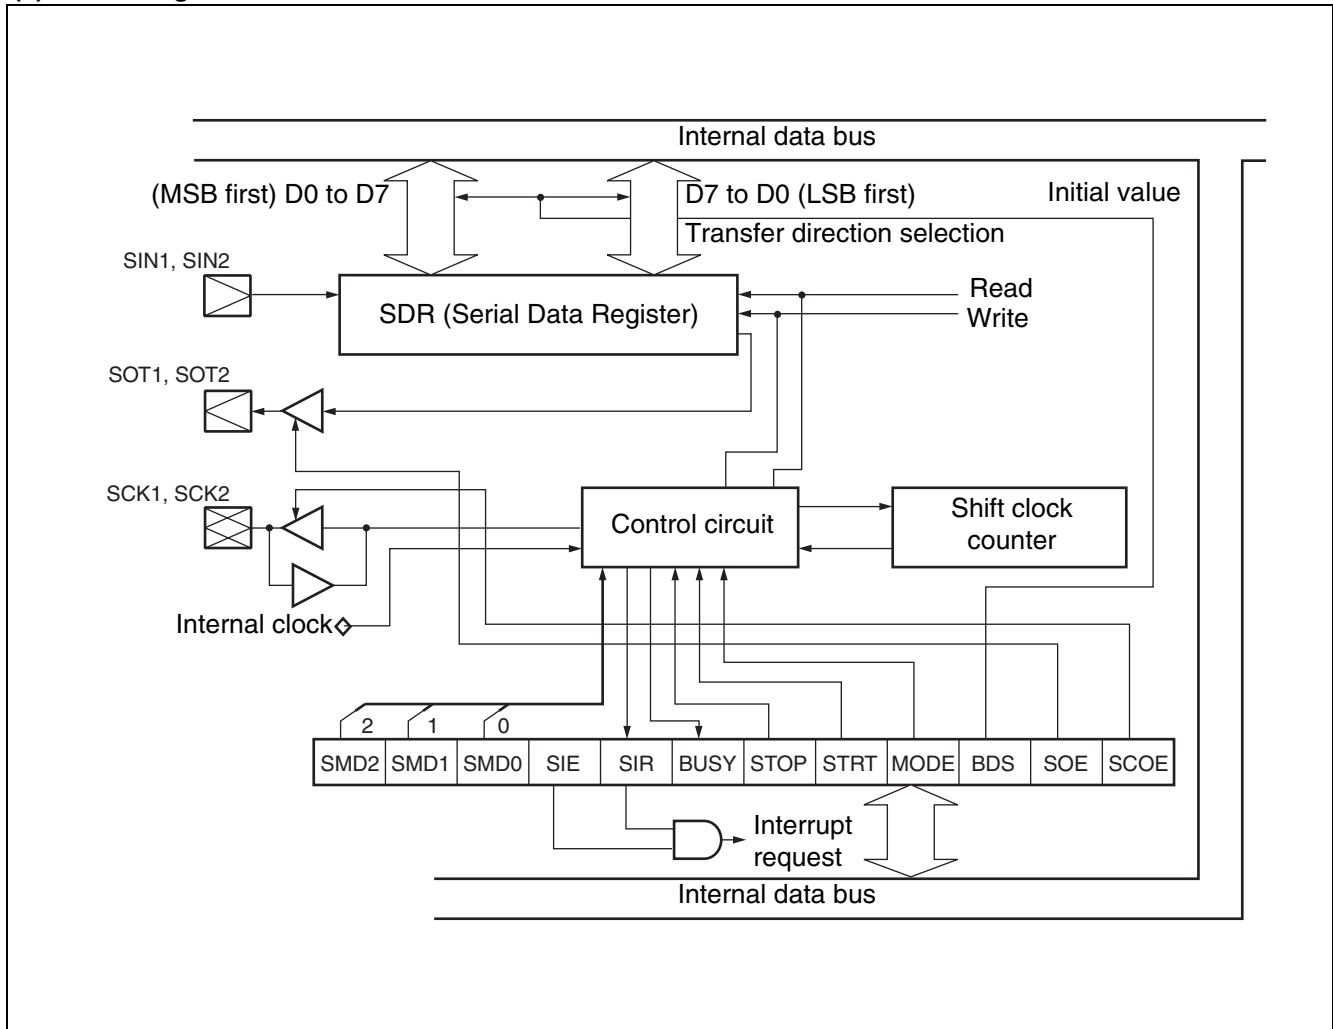 Internal data bus
(MSB first) D0 to D7
D7 to D0 (LSB first)
Initial value
Transfer direction selection
SIN1, SIN2
SDR (Serial Data Register)
Read
Write
SOT1, SOT2
SCK1, SCK2
Control circuit
Shift clock
counter
Internal clock
2 1 0
SMD2 SMD1 SMD0 SIE SIR BUSY STOP STRT MODE BDS SOE SCOE
Interrupt
request
Internal data bus